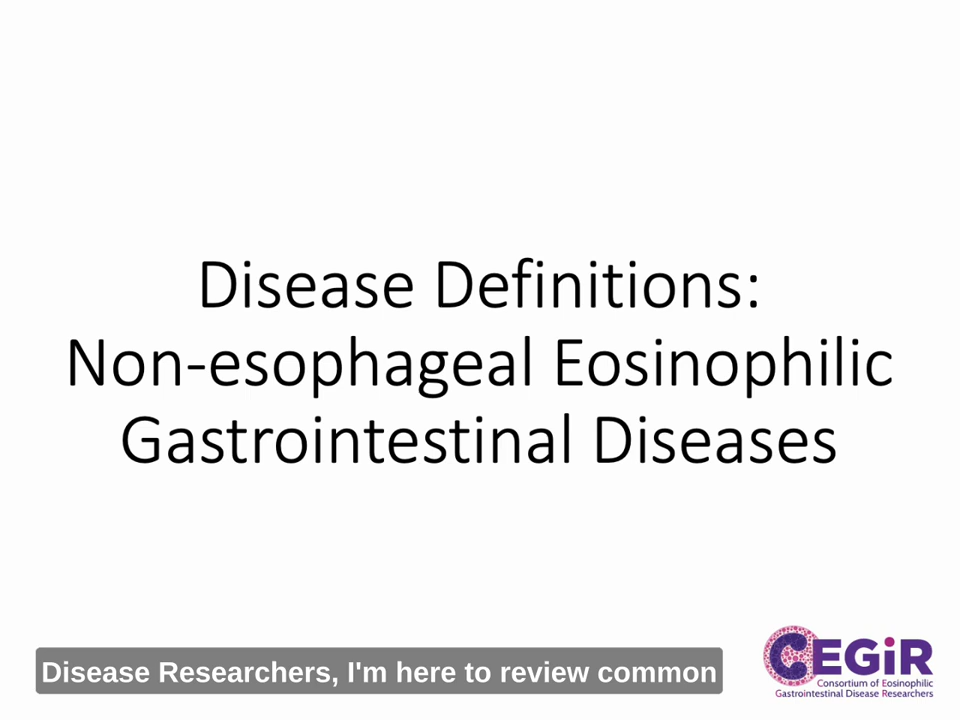 Disease Definitions:
Non-esophageal Eosinophilic
Gastrointestinal Diseases
Disease Researchers, I'm here to review common
CEGiR
Consortium of Eosinophilic
Gastrointestinal Disease Researchers